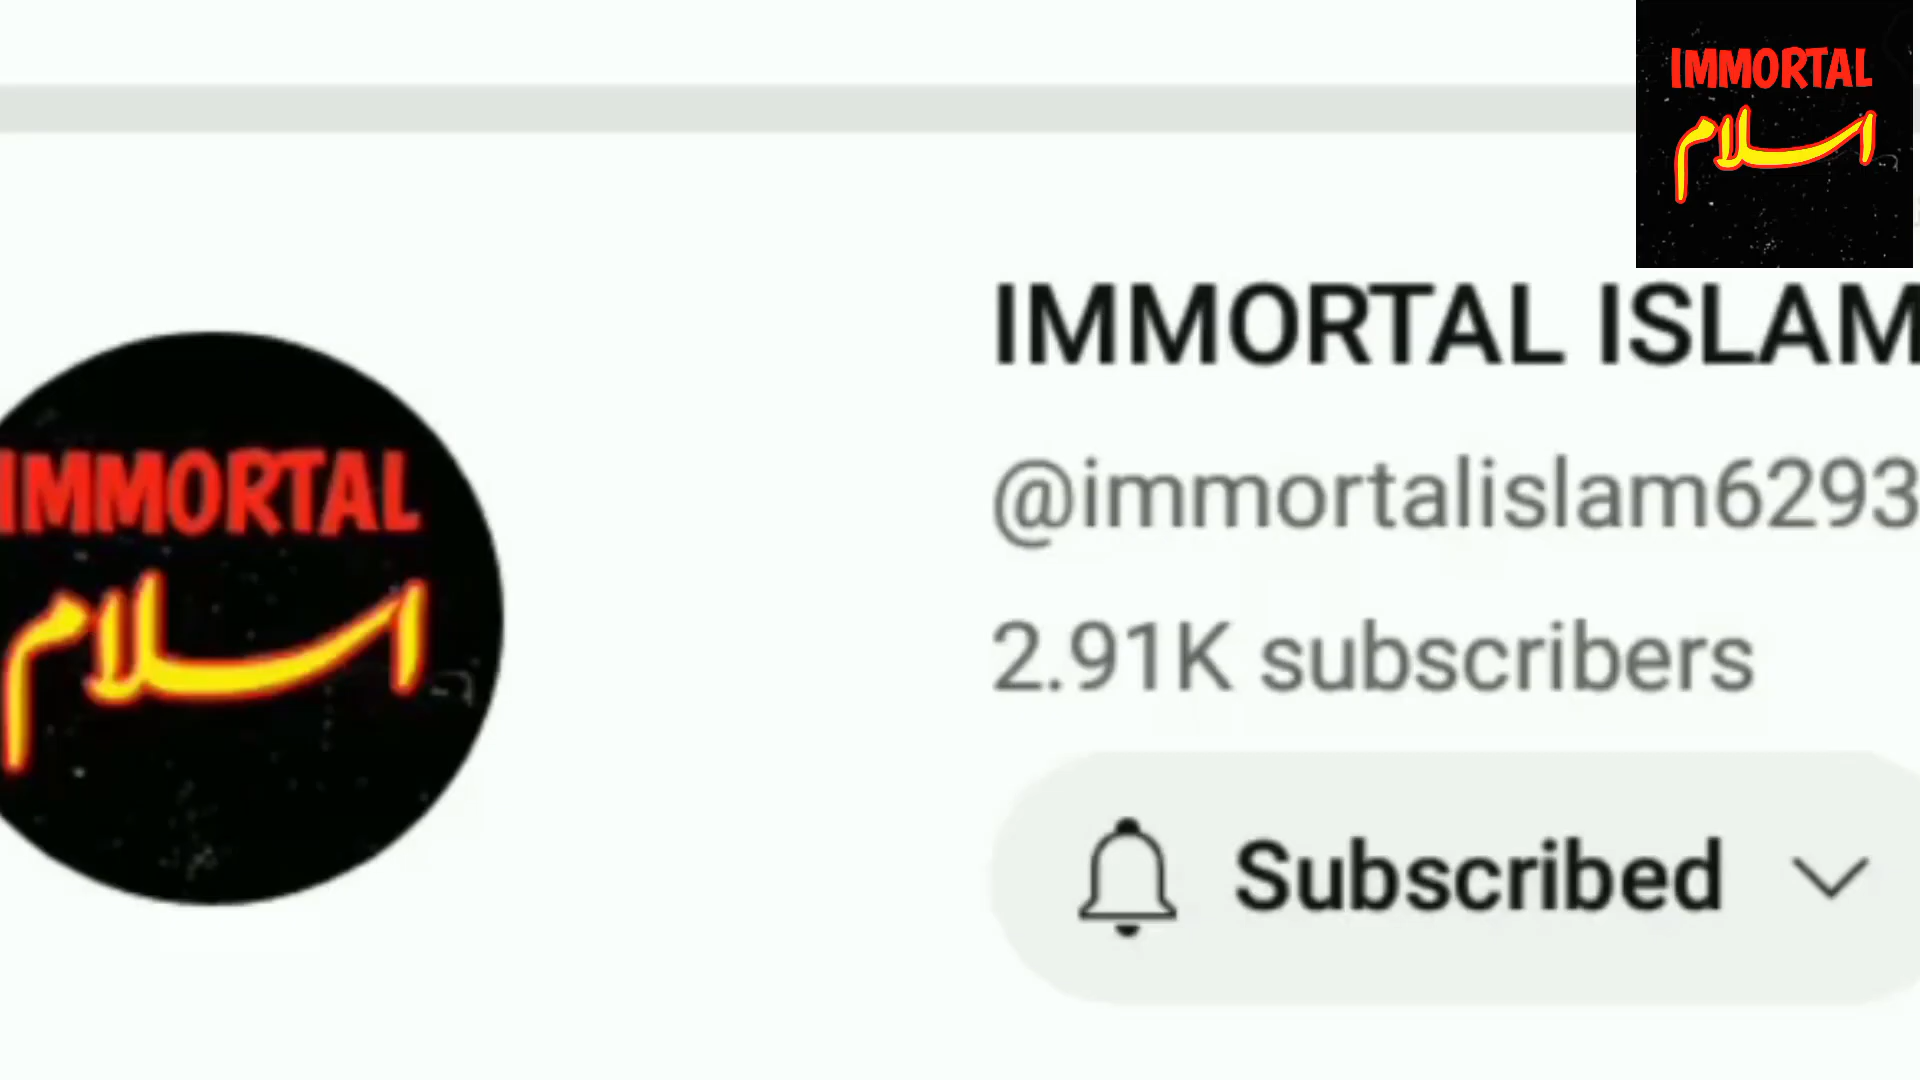 IMMORTAL
اسلام
IMMORTAL ISLAM
@immortalislam6293
2.91K subscribers
Subscribed
IMMORTAL
اسلام